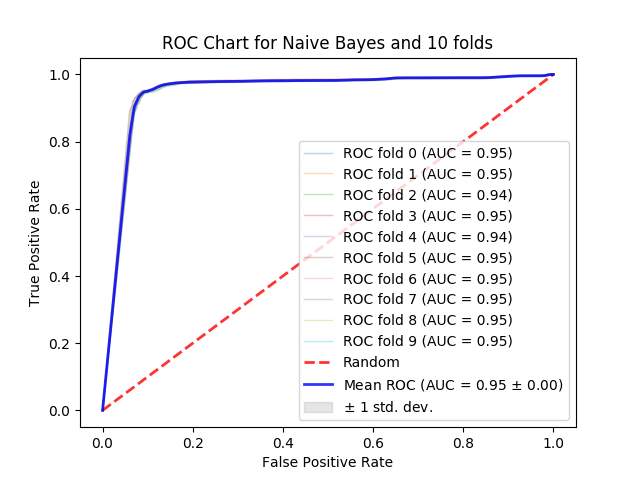 ROC Chart for Naive Bayes and 10 folds
True Positive Rate
1.0
0.8
0.6
0.4
0.2
0.0
ROC fold 0 (AUC = 0.95)
ROC fold 1 (AUC = 0.95)
ROC fold 2 (AUC = 0.94)
ROC fold 3 (AUC = 0.95)
ROC fold 4 (AUC = 0.94)
ROC fold 5 (AUC = 0.95)
ROC fold 6 (AUC = 0.95)
ROC fold 7 (AUC = 0.95)
ROC fold 8 (AUC = 0.95)
ROC fold 9 (AUC = 0.95)
Random
Mean ROC (AUC = 0.95 ± 0.00)
± 1 std. dev.
0.0 0.2 0.4 0.6 0.8 1.0
False Positive Rate